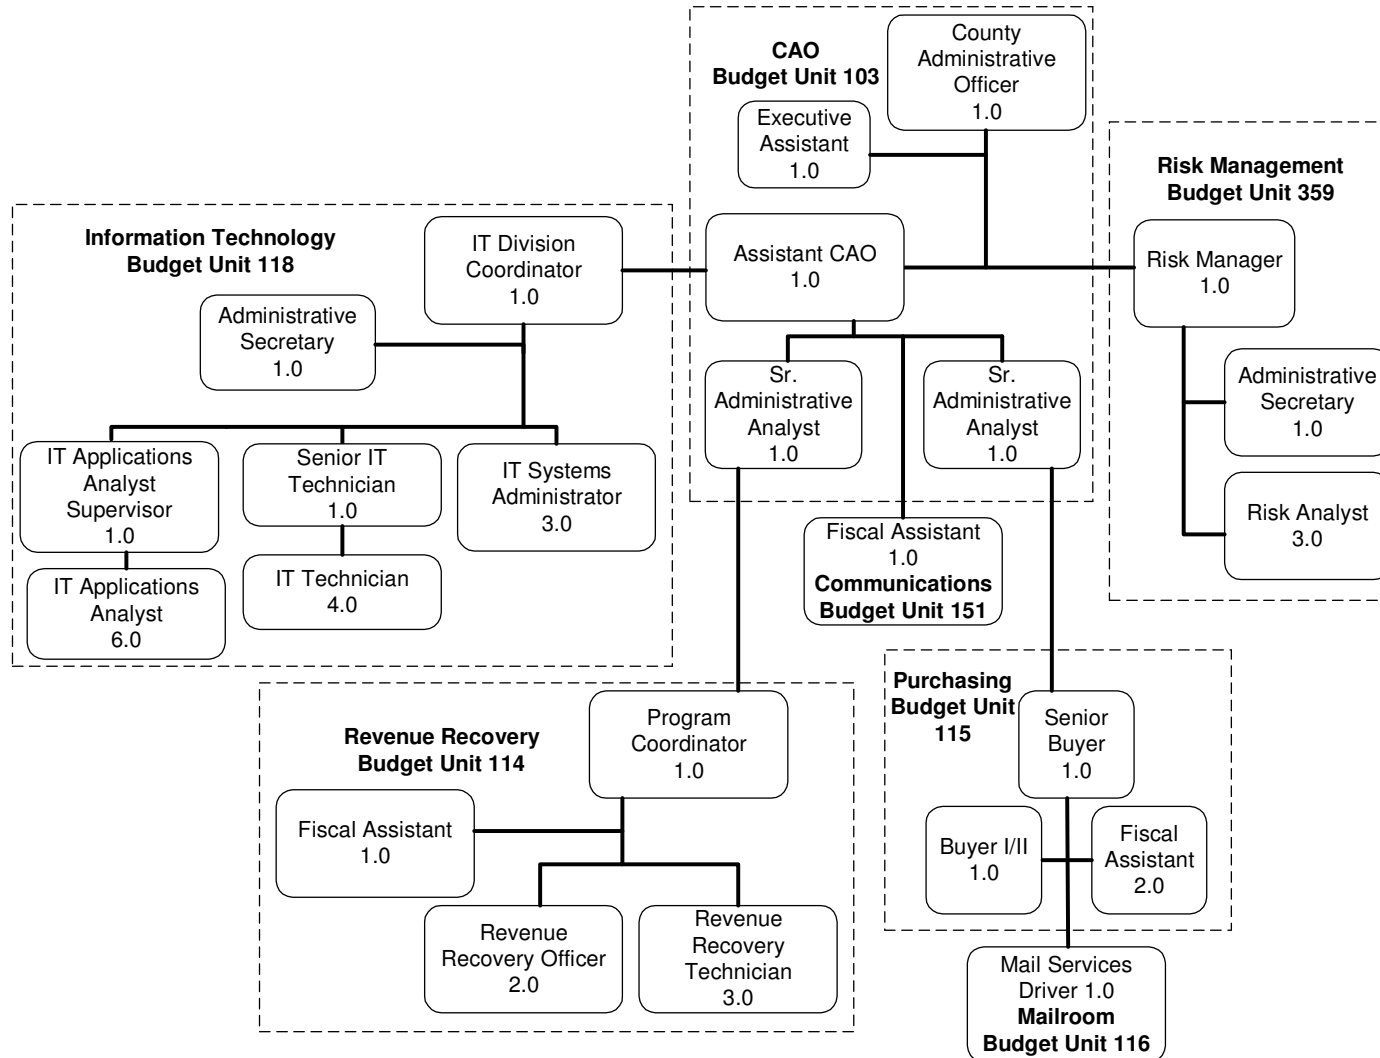 CAO
Budget Unit 103
County
Administrative
Officer
1.0
Executive
Assistant
1.0
Risk Management
Budget Unit 359
Information Technology
Budget Unit 118
IT Division
Coordinator
1.0
Assistant CAO
1.0
Risk Manager
1.0
Administrative
Secretary
1.0
Sr.
Administrative
Analyst
1.0
Sr.
Administrative
Analyst
1.0
Administrative
Secretary
1.0
IT Applications
Analyst
Supervisor
1.0
Senior IT
Technician
1.0
IT Systems
Administrator
3.0
Risk Analyst
3.0
IT Applications
Analyst
6.0
IT Technician
4.0
Fiscal Assistant
1.0
Communications
Budget Unit 151
Revenue Recovery
Budget Unit 114
Program
Coordinator
1.0
Purchasing
Budget Unit
115
Senior
Buyer
1.0
Fiscal Assistant
1.0
Buyer I/II
1.0
Fiscal
Assistant
2.0
Revenue
Recovery Officer
2.0
Revenue
Recovery
Technician
3.0
Mail Services
Driver 1.0
Mailroom
Budget Unit 116